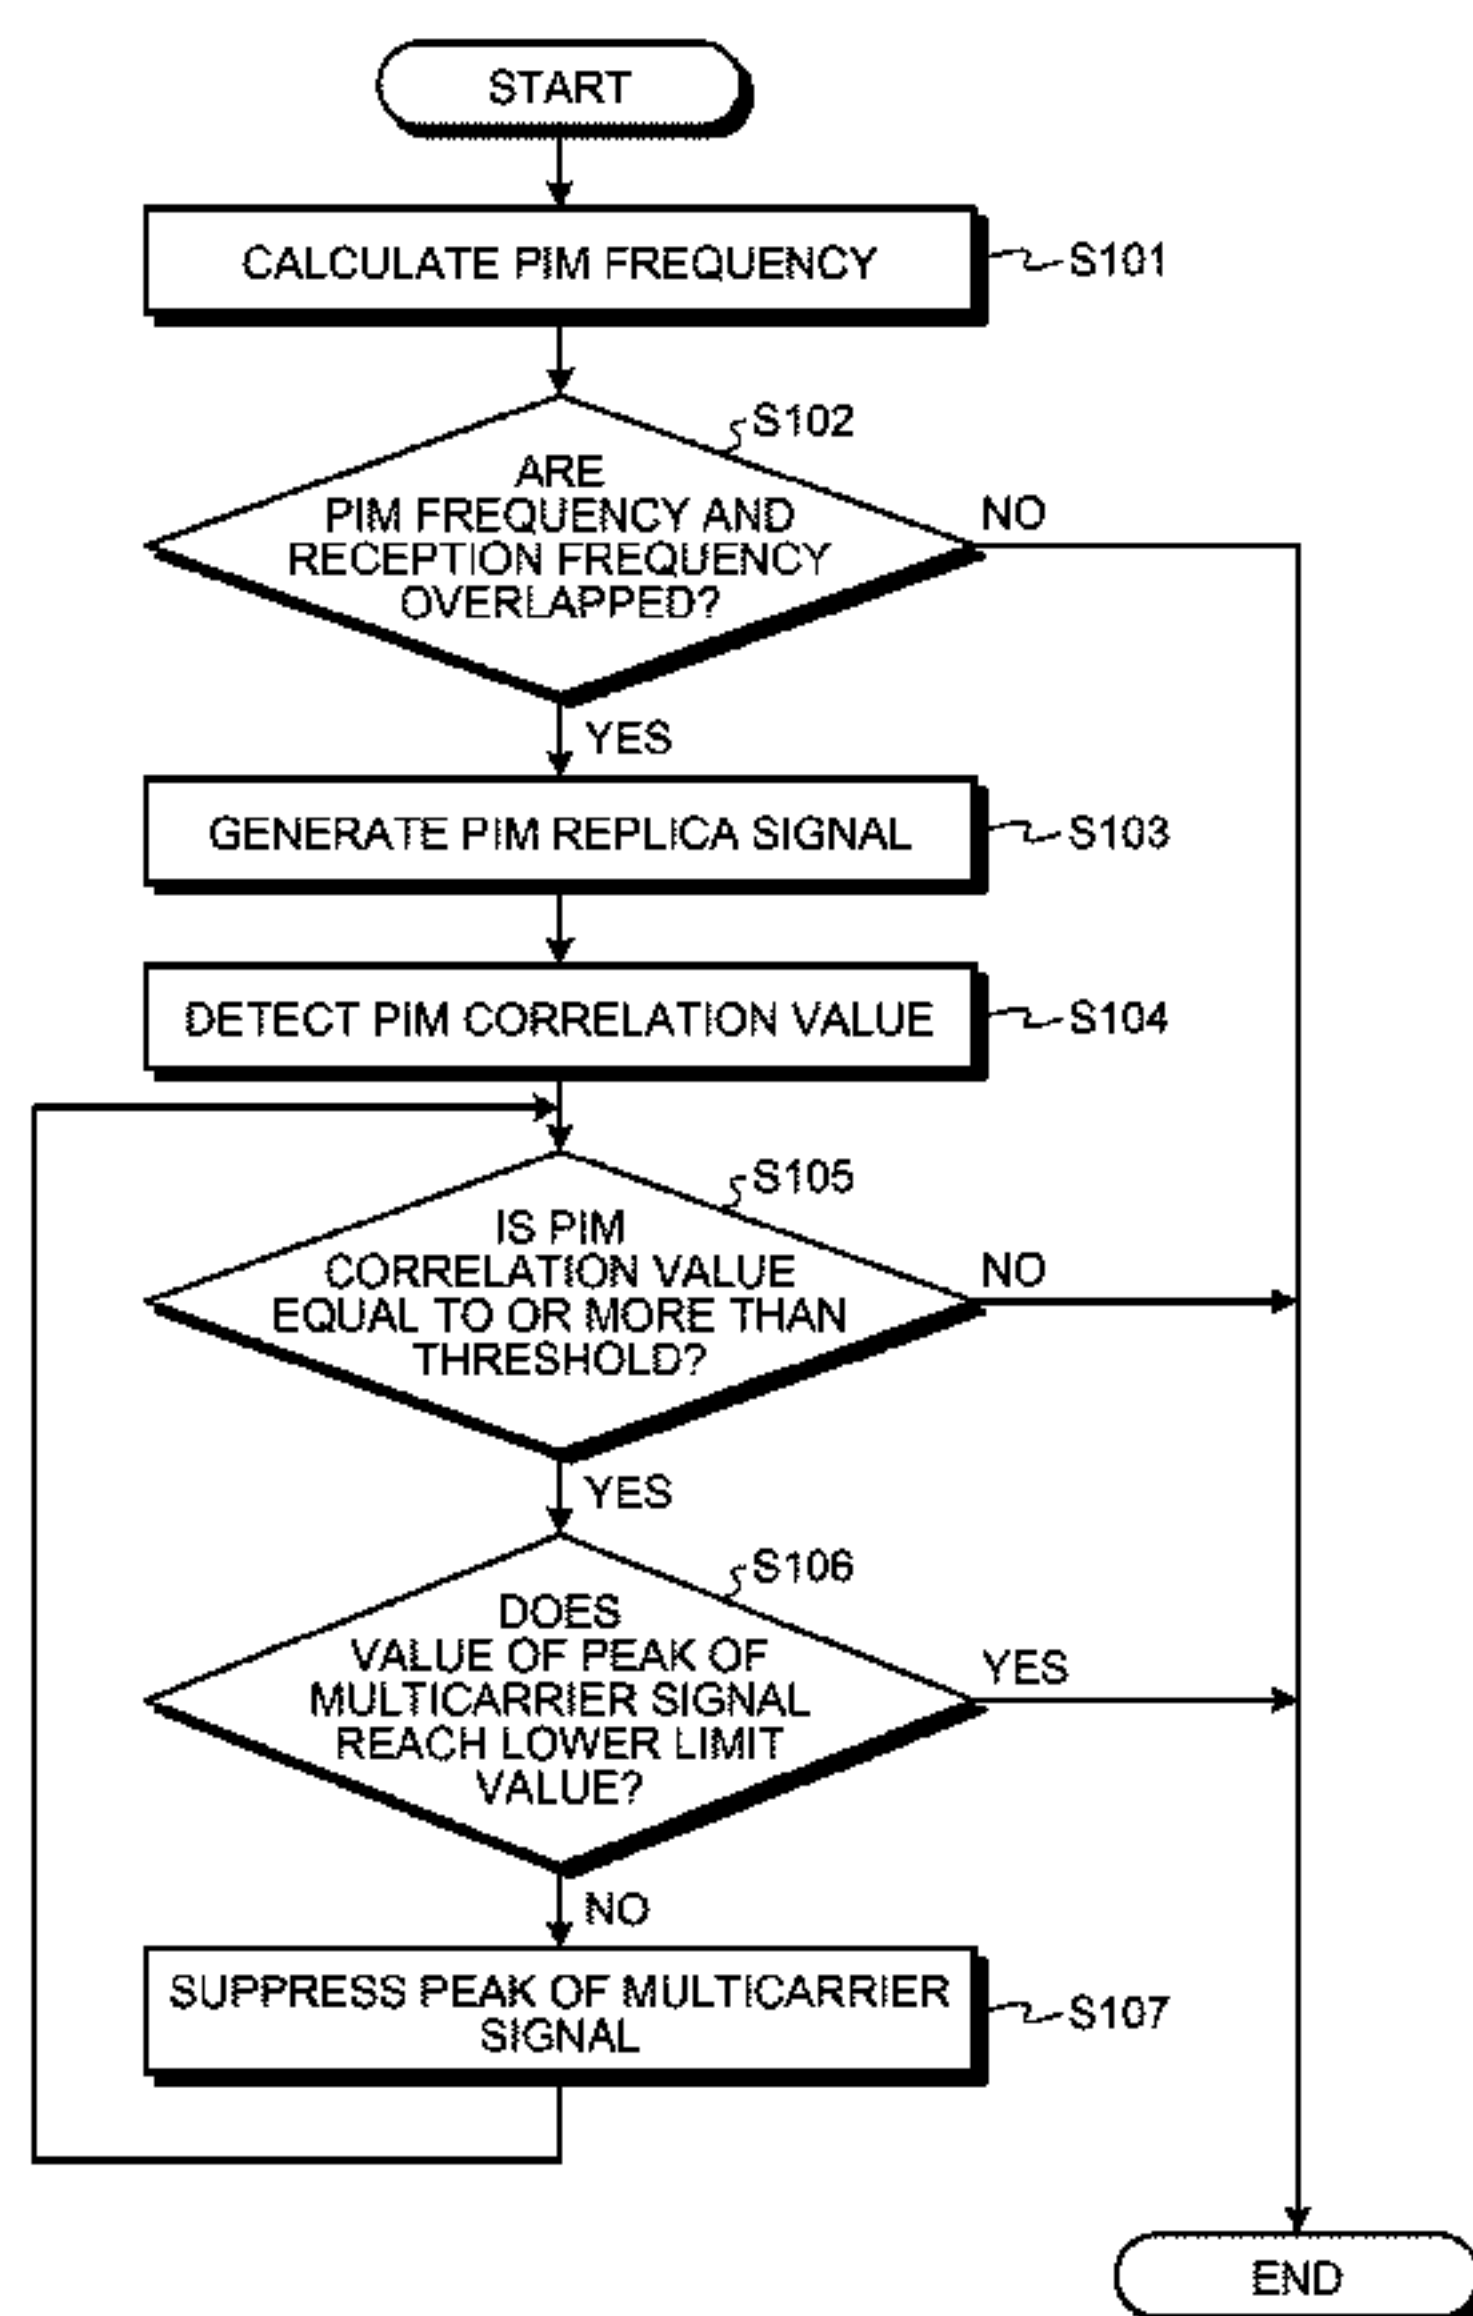 START
CALCULATE PIM FREQUENCY
S101
S102
ARE
PIM FREQUENCY AND
RECEPTION FREQUENCY
OVERLAPPED?
NO
YES
GENERATE PIM REPLICA SIGNAL
S103
DETECT PIM CORRELATION VALUE
S104
S105
IS PIM
CORRELATION VALUE
EQUAL TO OR MORE THAN
THRESHOLD?
NO
YES
S106
DOES
VALUE OF PEAK OF
MULTICARRIER SIGNAL
REACH LOWER LIMIT
VALUE?
YES
NO
SUPPRESS PEAK OF MULTICARRIER
SIGNAL
S107
END